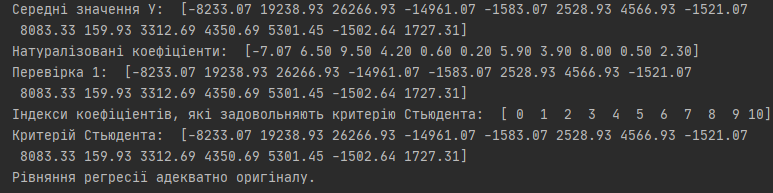 Середні значення Y:  [-8233.07 19238.93 26266.93 -14961.07 -1583.07 2528.93 4566.93 -1521.07
 8083.33 159.93 3312.69 4350.69 5301.45 -1502.64 1727.31]
Натуралізовані коефіціенти:  [-7.07 6.50 9.50 4.20 0.60 0.20 5.90 3.90 8.00 0.50 2.30]
Перевірка 1:  [-8233.07 19238.93 26266.93 -14961.07 -1583.07 2528.93 4566.93 -1521.07
 8083.33 159.93 3312.69 4350.69 5301.45 -1502.64 1727.31]
Індекси коефіціентів, які задовольняють критерію Стьюдента:  [ 0  1  2  3  4  5  6  7  8  9 10]
Критерій Стьюдента:  [-8233.07 19238.93 26266.93 -14961.07 -1583.07 2528.93 4566.93 -1521.07
 8083.33 159.93 3312.69 4350.69 5301.45 -1502.64 1727.31]
Рівняння регресії адекватно оригіналу.